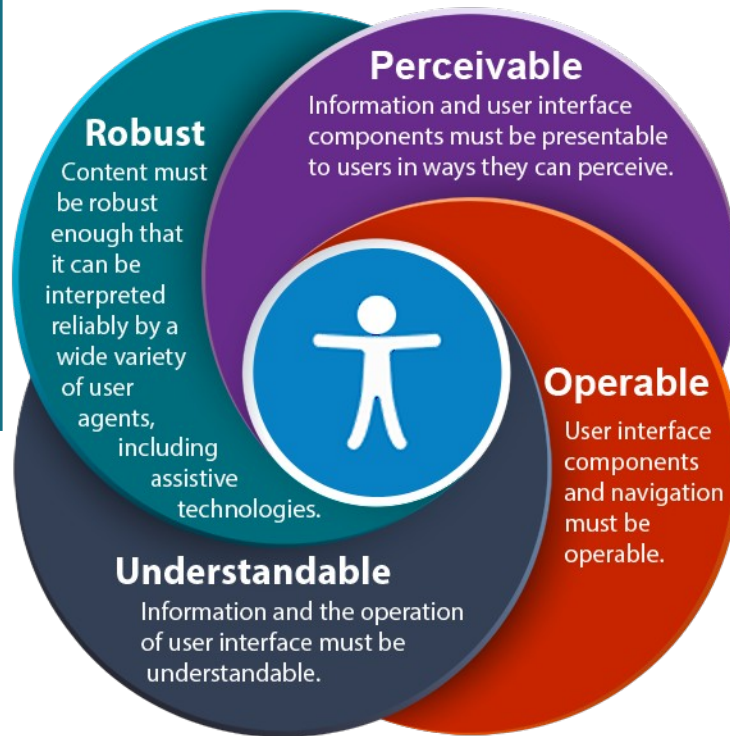 Perceivable
Information and user interface
components must be presentable
to users in ways they can perceive.
Operable
User interface
components
and navigation
must be
operable.
Understandable
Information and the operation
of user interface must be
understandable.
Robust
Content must
be robust
enough that
it can be
interpreted
reliably by a
wide variety
of user
agents,
including
assistive
technologies.